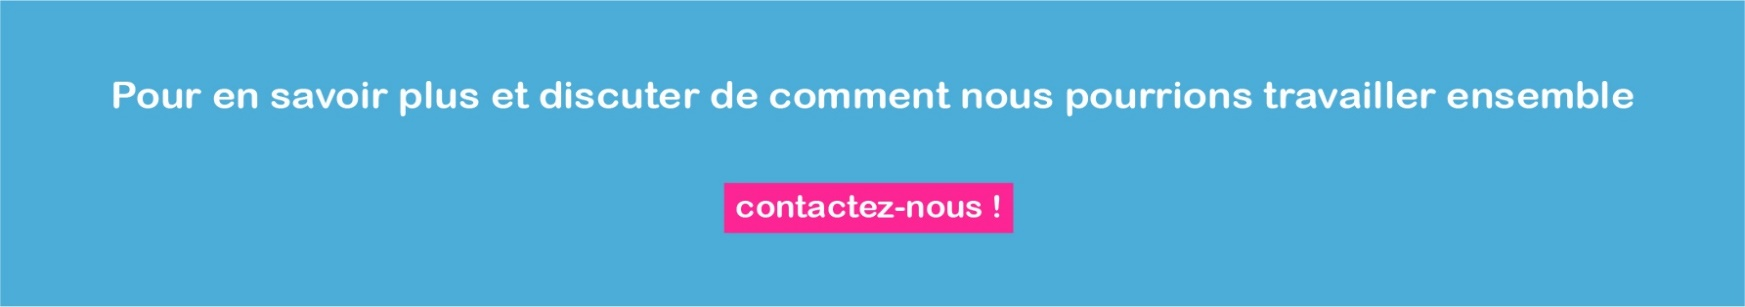 Pour en savoir plus et discuter de comment nous pourrions travailler ensemble
contactez-nous !